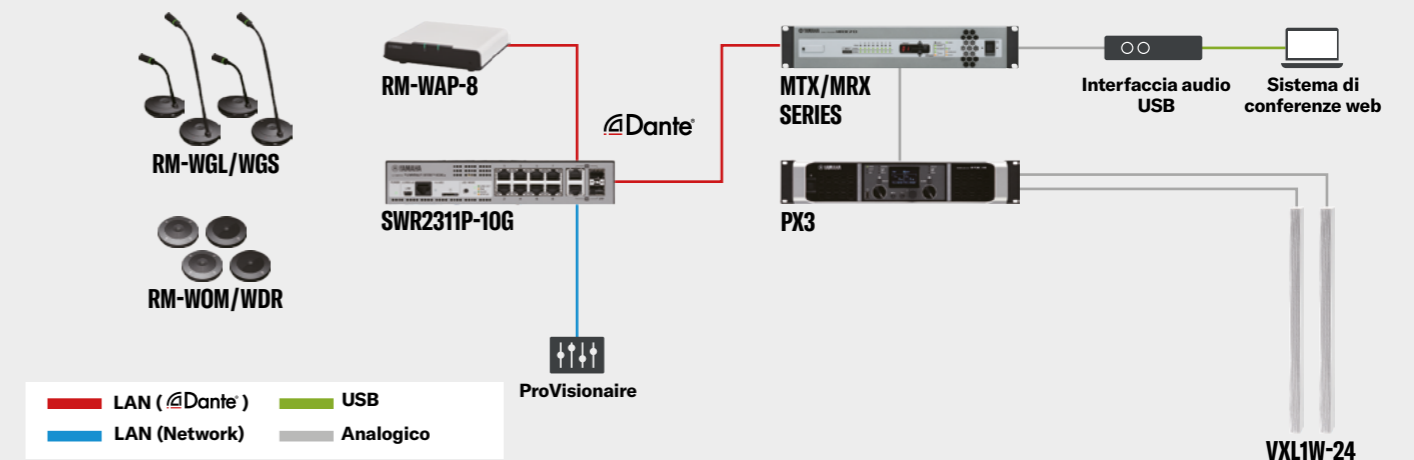 RM-WGL/WGS
RM-WOM/WDR
RM-WAP-8
Dante®
SWR2311P-10G
ProVisionaire
MTX/MRX
SERIES
PX3
Interfaccia audio
USB
Sistema di
conferenze web
VXL1W-24
LAN ( Dante® )
USB
LAN (Network)
Analogico